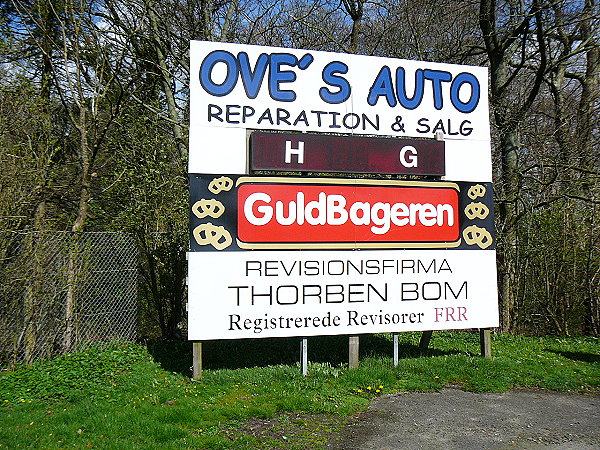 OVE'S AUTO
REPARATION & SALG
H G
GuldBageren
REVISIONSFIRMA
THORBEN BOM
Registrerede Revisorer FRR